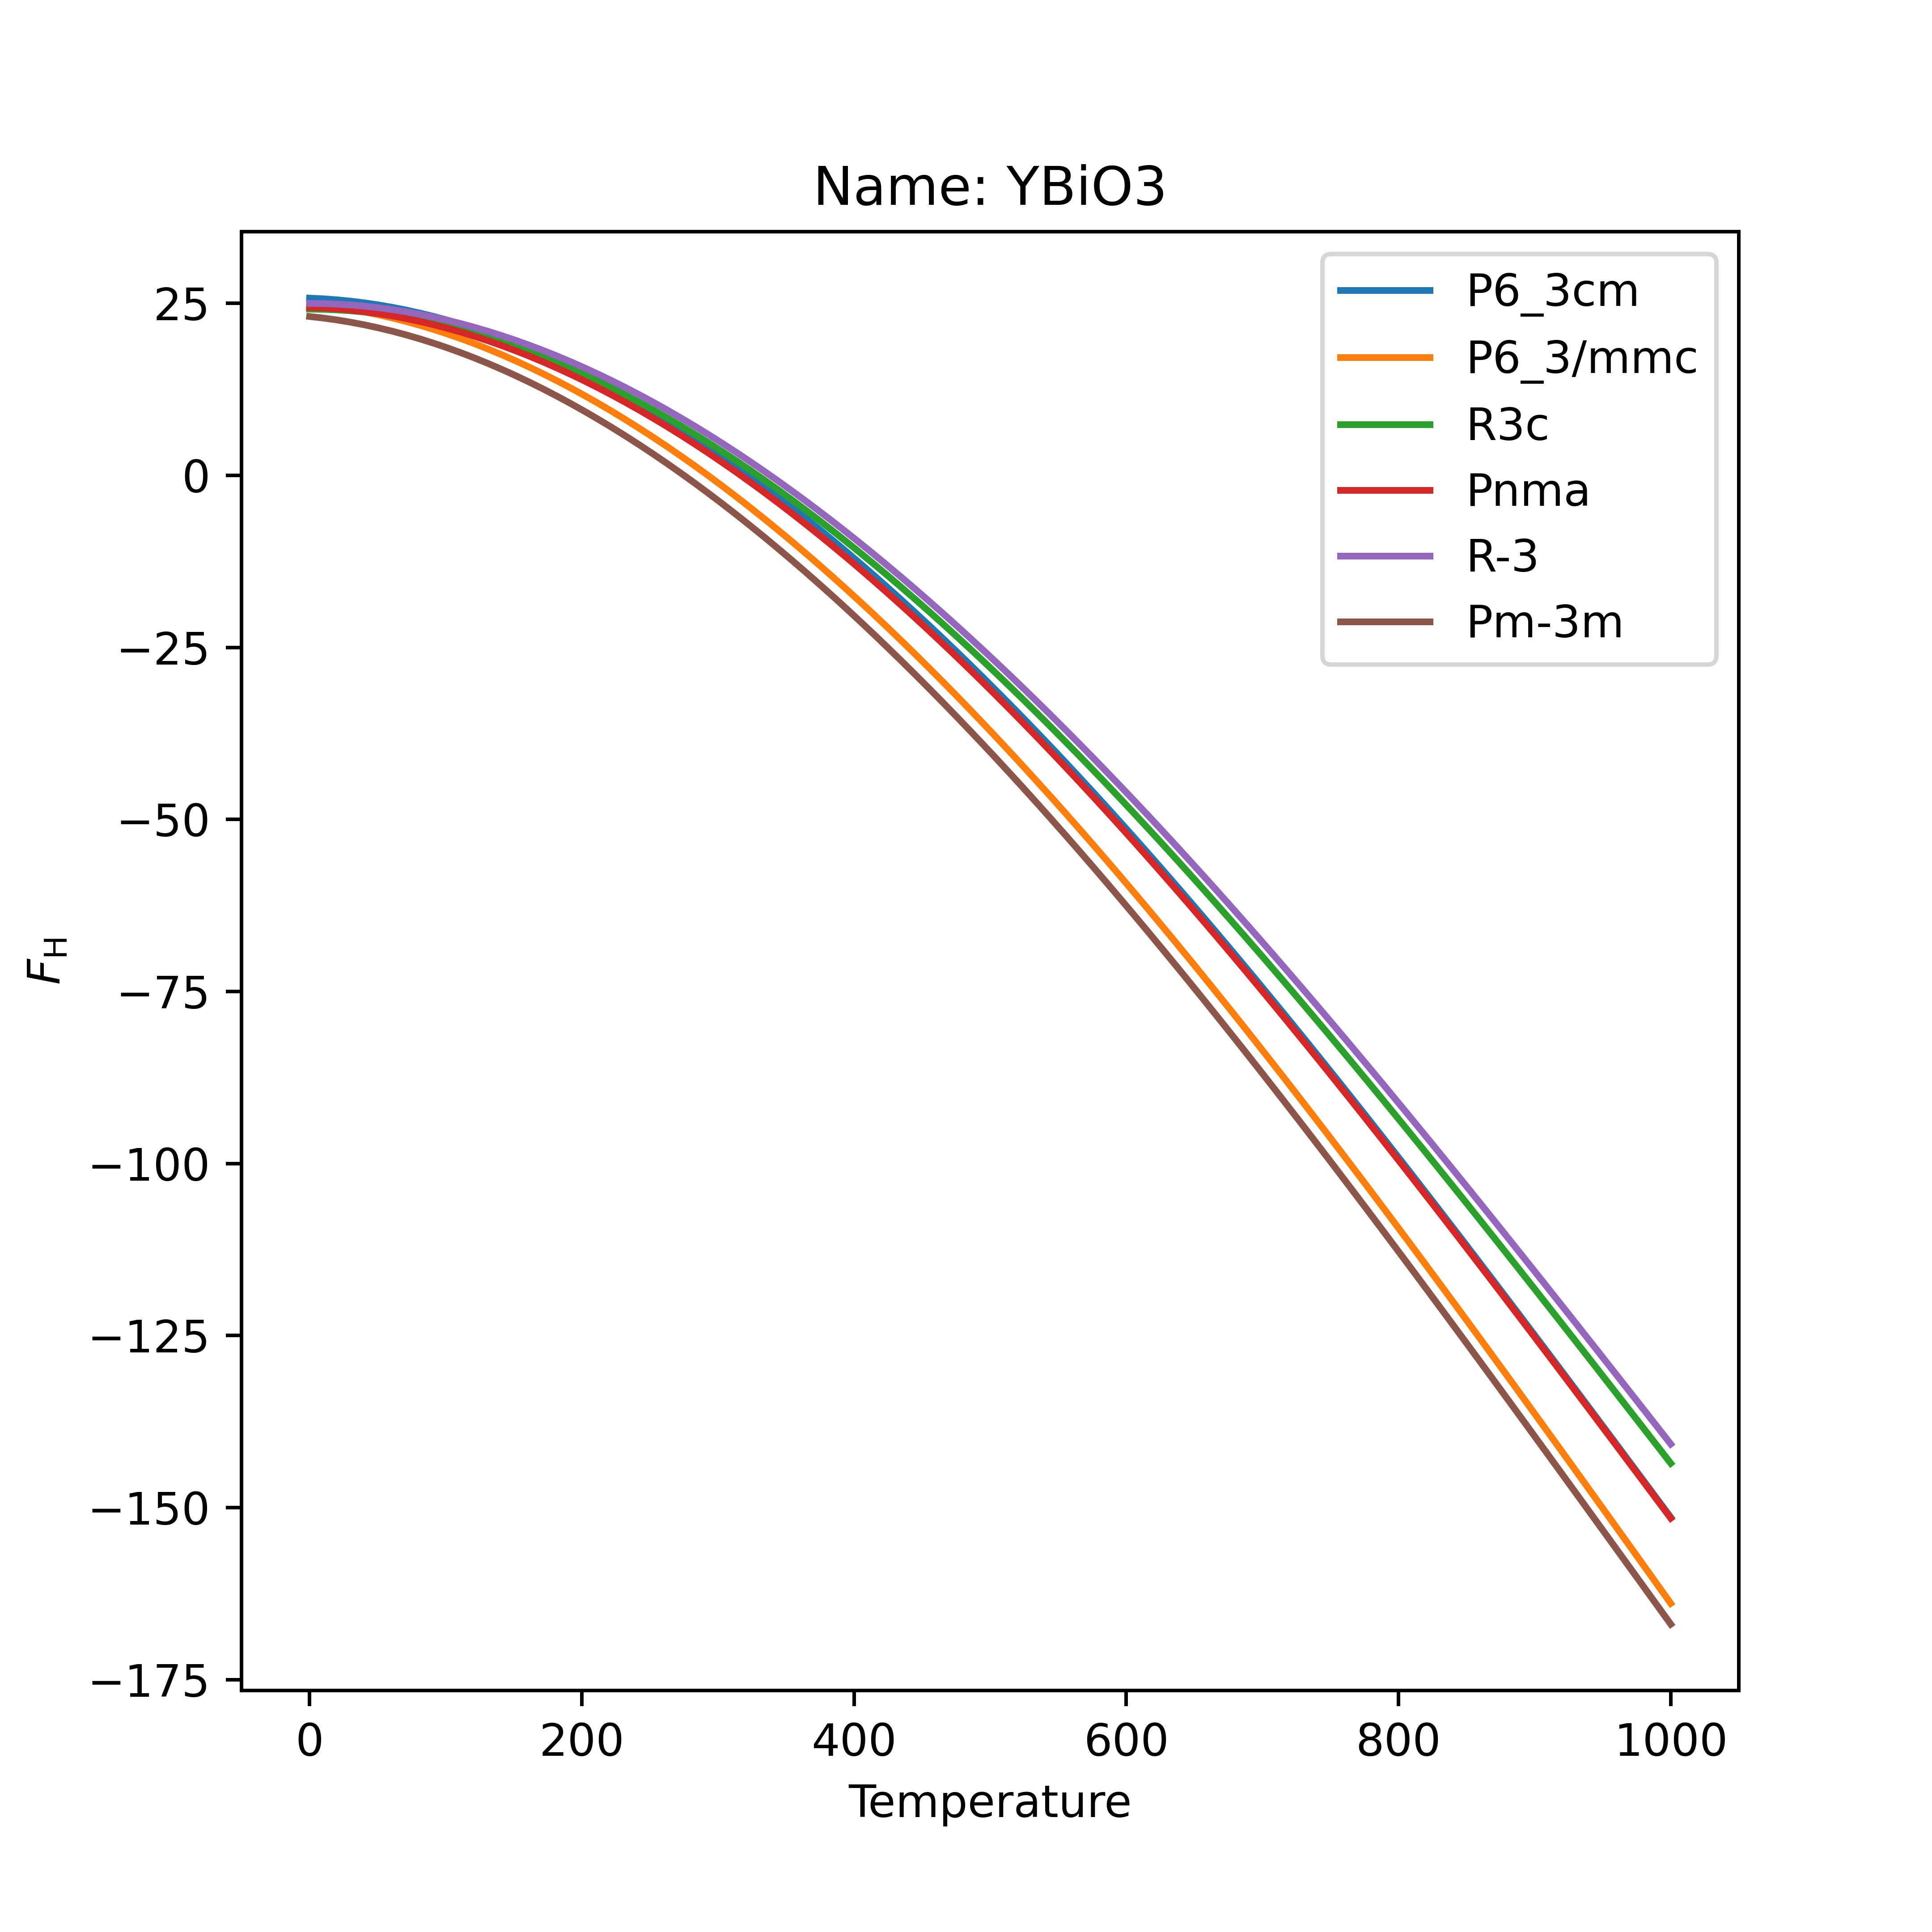 Name: YBiO3
P6_3cm
P6_3/mmc
R3c
Pnma
R-3
Pm-3m
25
0
−25
−50
−75
−100
−125
−150
−175
F_H
0 200 400 600 800 1000
Temperature